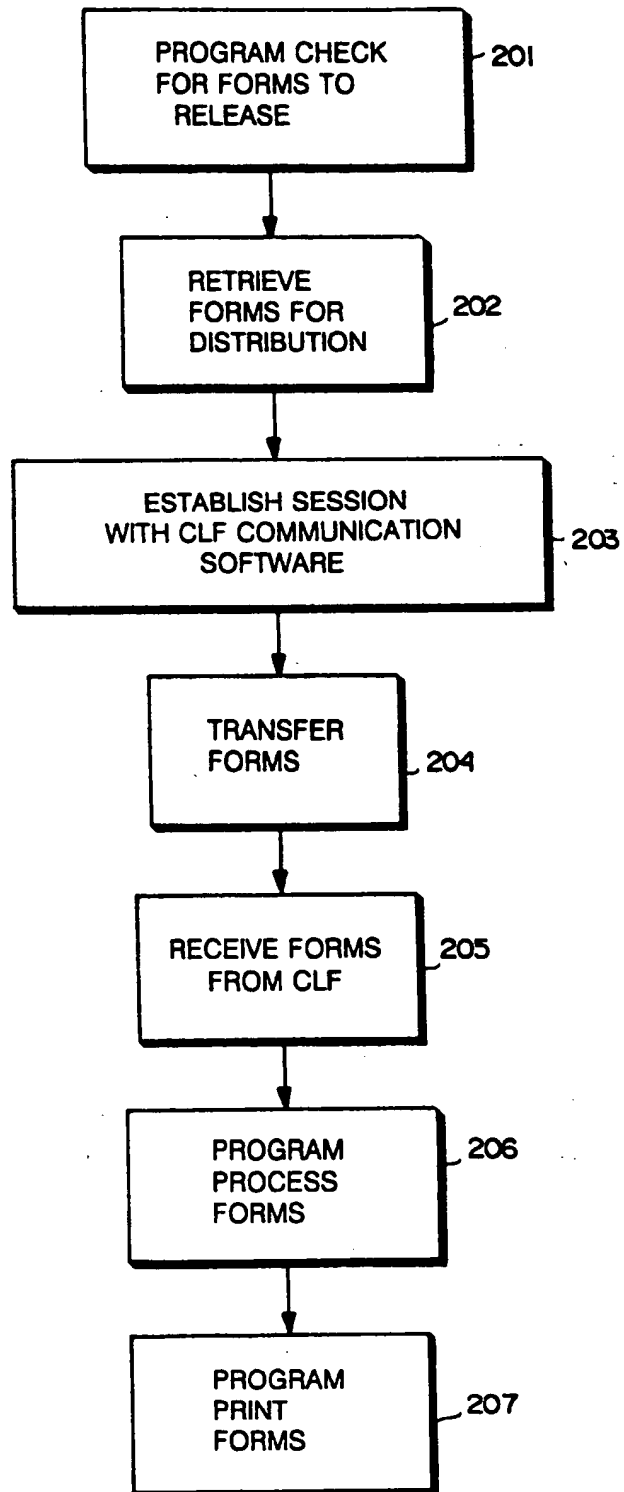 PROGRAM CHECK
FOR FORMS TO
RELEASE
201
RETRIEVE
FORMS FOR
DISTRIBUTION
202
ESTABLISH SESSION
WITH CLF COMMUNICATION
SOFTWARE
203
TRANSFER
FORMS
204
RECEIVE FORMS
FROM CLF
205
PROGRAM
PROCESS
FORMS
206
PROGRAM
PRINT
FORMS
207